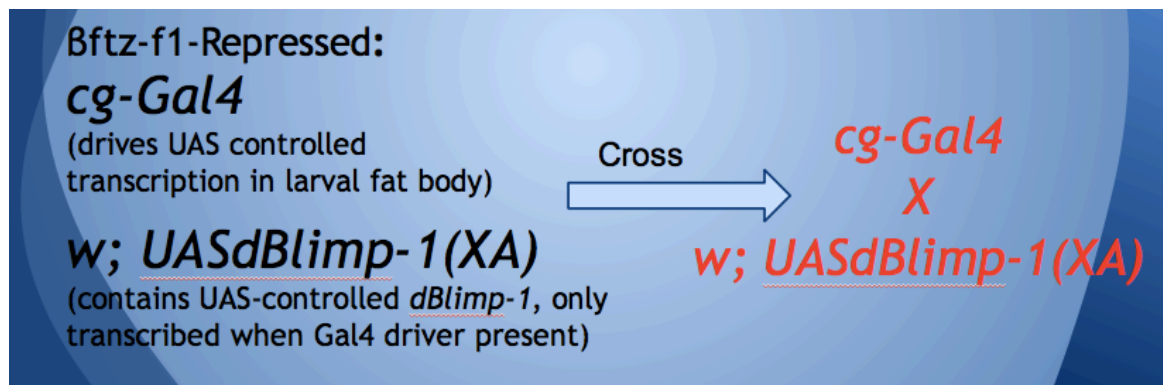 βftz-f1-Repressed:
cg-Gal4
(drives UAS controlled
transcription in larval fat body)
w; UASdBlimp-1(XA)
(contains UAS-controlled dBlimp-1, only
transcribed when Gal4 driver present)
Cross
cg-Gal4
X
w; UASdBlimp-1(XA)